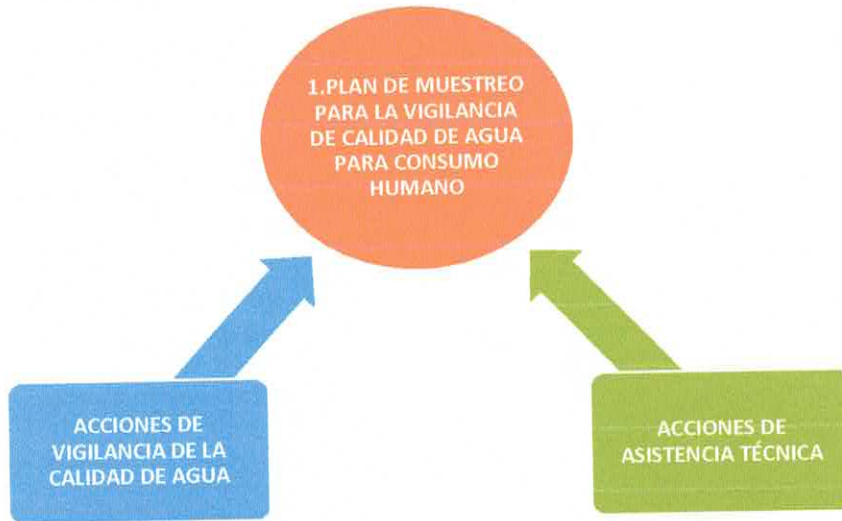 1.PLAN DE MUESTREO
PARA LA VIGILANCIA
DE CALIDAD DE AGUA
PARA CONSUMO
HUMANO
ACCIONES DE
VIGILANCIA DE LA
CALIDAD DE AGUA
ACCIONES DE
ASISTENCIA TÉCNICA